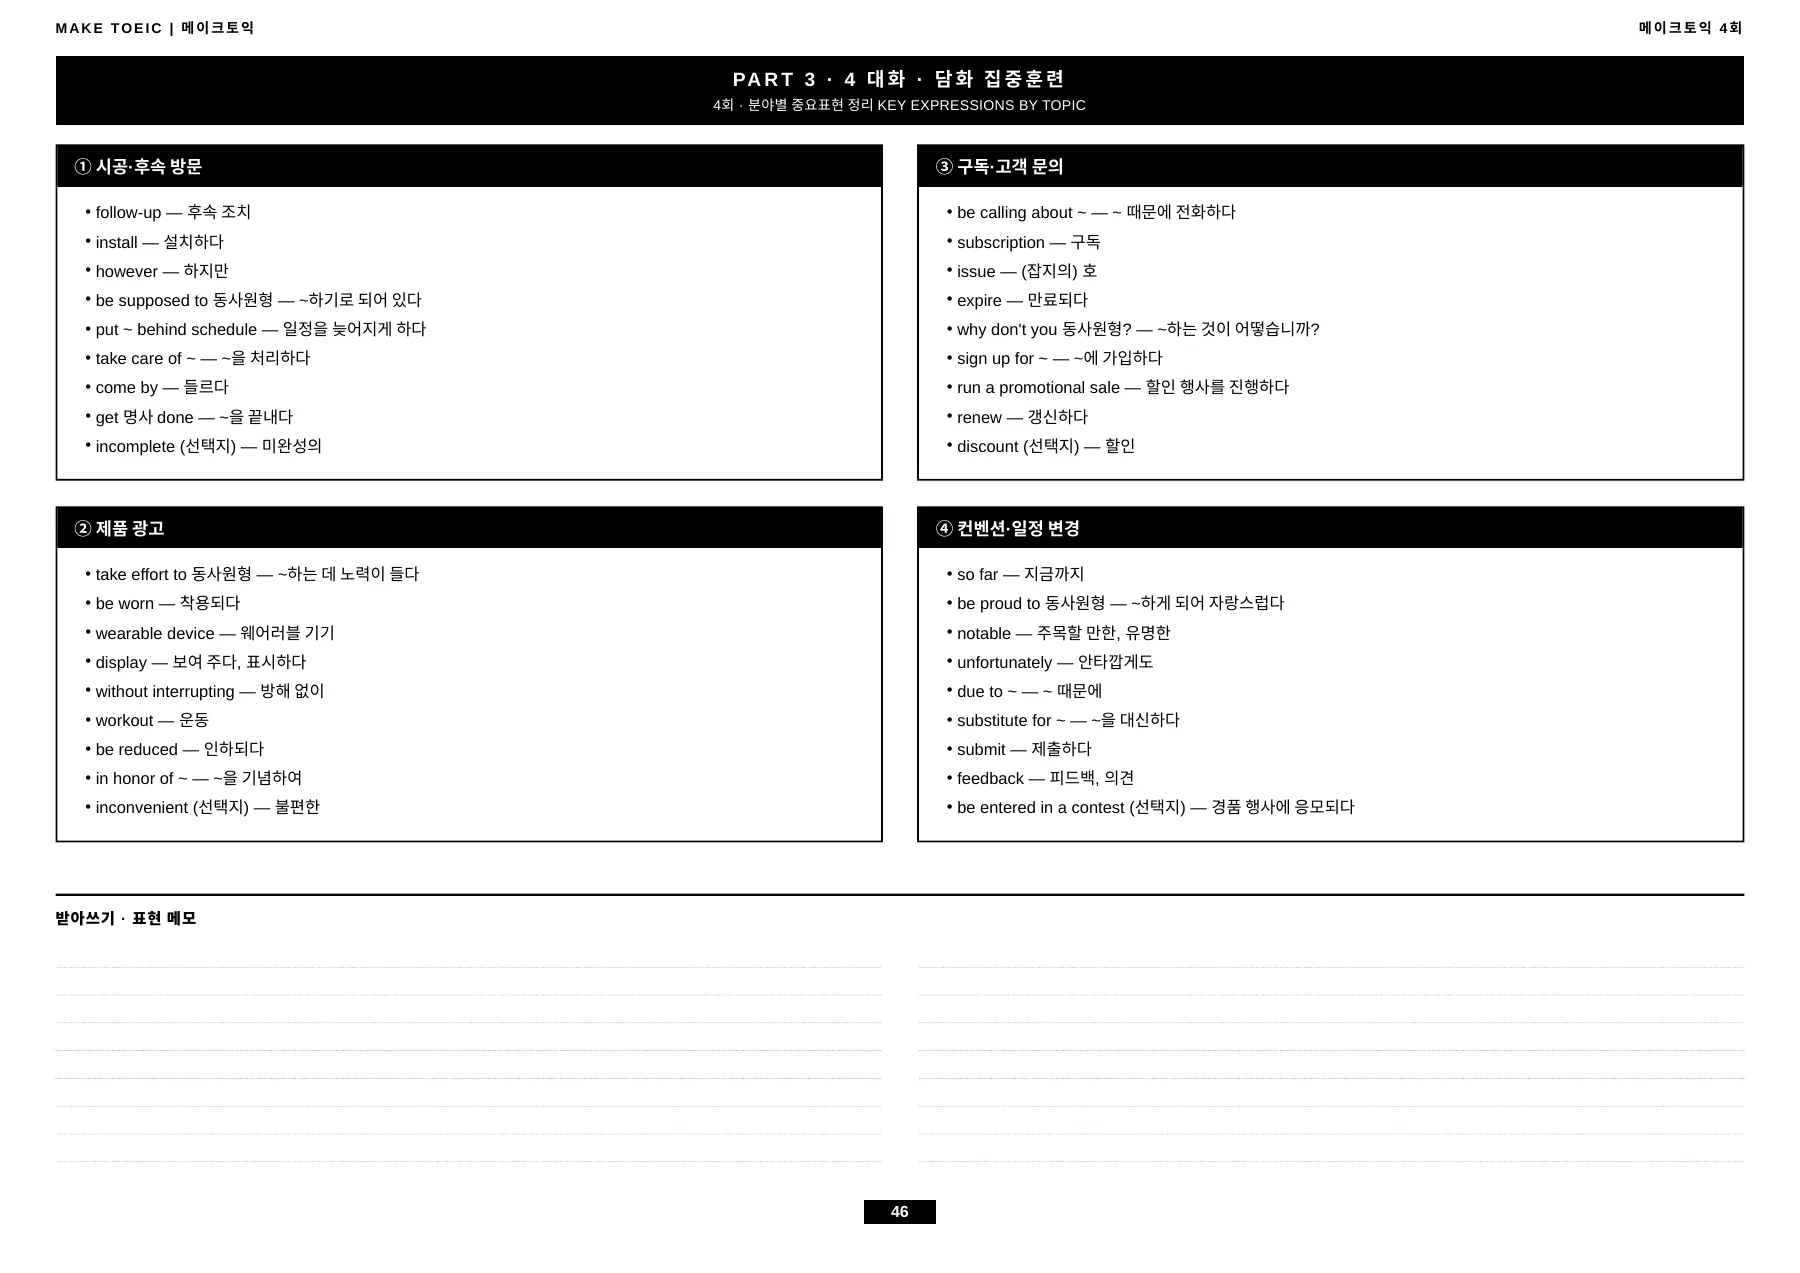 MAKE TOEIC | 메이크토익
메이크토익 4회
PART 3 · 4 대화 · 담화 집중훈련
4회 · 분야별 중요표현 정리 KEY EXPRESSIONS BY TOPIC
① 시공·후속 방문
• follow-up — 후속 조치
• install — 설치하다
• however — 하지만
• be supposed to 동사원형 — ~하기로 되어 있다
• put ~ behind schedule — 일정을 늦어지게 하다
• take care of ~ — ~을 처리하다
• come by — 들르다
• get 명사 done — ~을 끝내다
• incomplete (선택지) — 미완성의
② 제품 광고
• take effort to 동사원형 — ~하는 데 노력이 들다
• be worn — 착용되다
• wearable device — 웨어러블 기기
• display — 보여 주다, 표시하다
• without interrupting — 방해 없이
• workout — 운동
• be reduced — 인하되다
• in honor of ~ — ~을 기념하여
• inconvenient (선택지) — 불편한
③ 구독·고객 문의
• be calling about ~ — ~ 때문에 전화하다
• subscription — 구독
• issue — (잡지의) 호
• expire — 만료되다
• why don't you 동사원형? — ~하는 것이 어떻습니까?
• sign up for ~ — ~에 가입하다
• run a promotional sale — 할인 행사를 진행하다
• renew — 갱신하다
• discount (선택지) — 할인
④ 컨벤션·일정 변경
• so far — 지금까지
• be proud to 동사원형 — ~하게 되어 자랑스럽다
• notable — 주목할 만한, 유명한
• unfortunately — 안타깝게도
• due to ~ — ~ 때문에
• substitute for ~ — ~을 대신하다
• submit — 제출하다
• feedback — 피드백, 의견
• be entered in a contest (선택지) — 경품 행사에 응모되다
받아쓰기 · 표현 메모
46